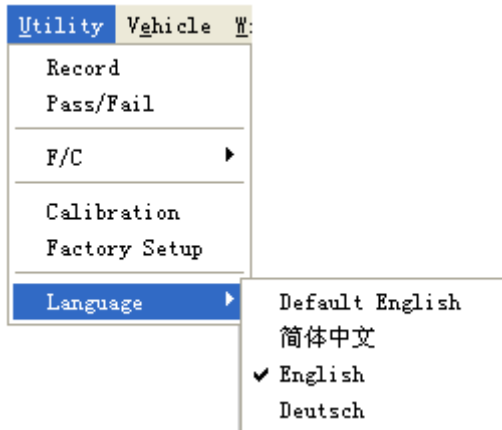 Utility Vehicle
Record
Pass/Fail
F/C
Calibration
Factory Setup
Language
Default English
简体中文
English
Deutsch